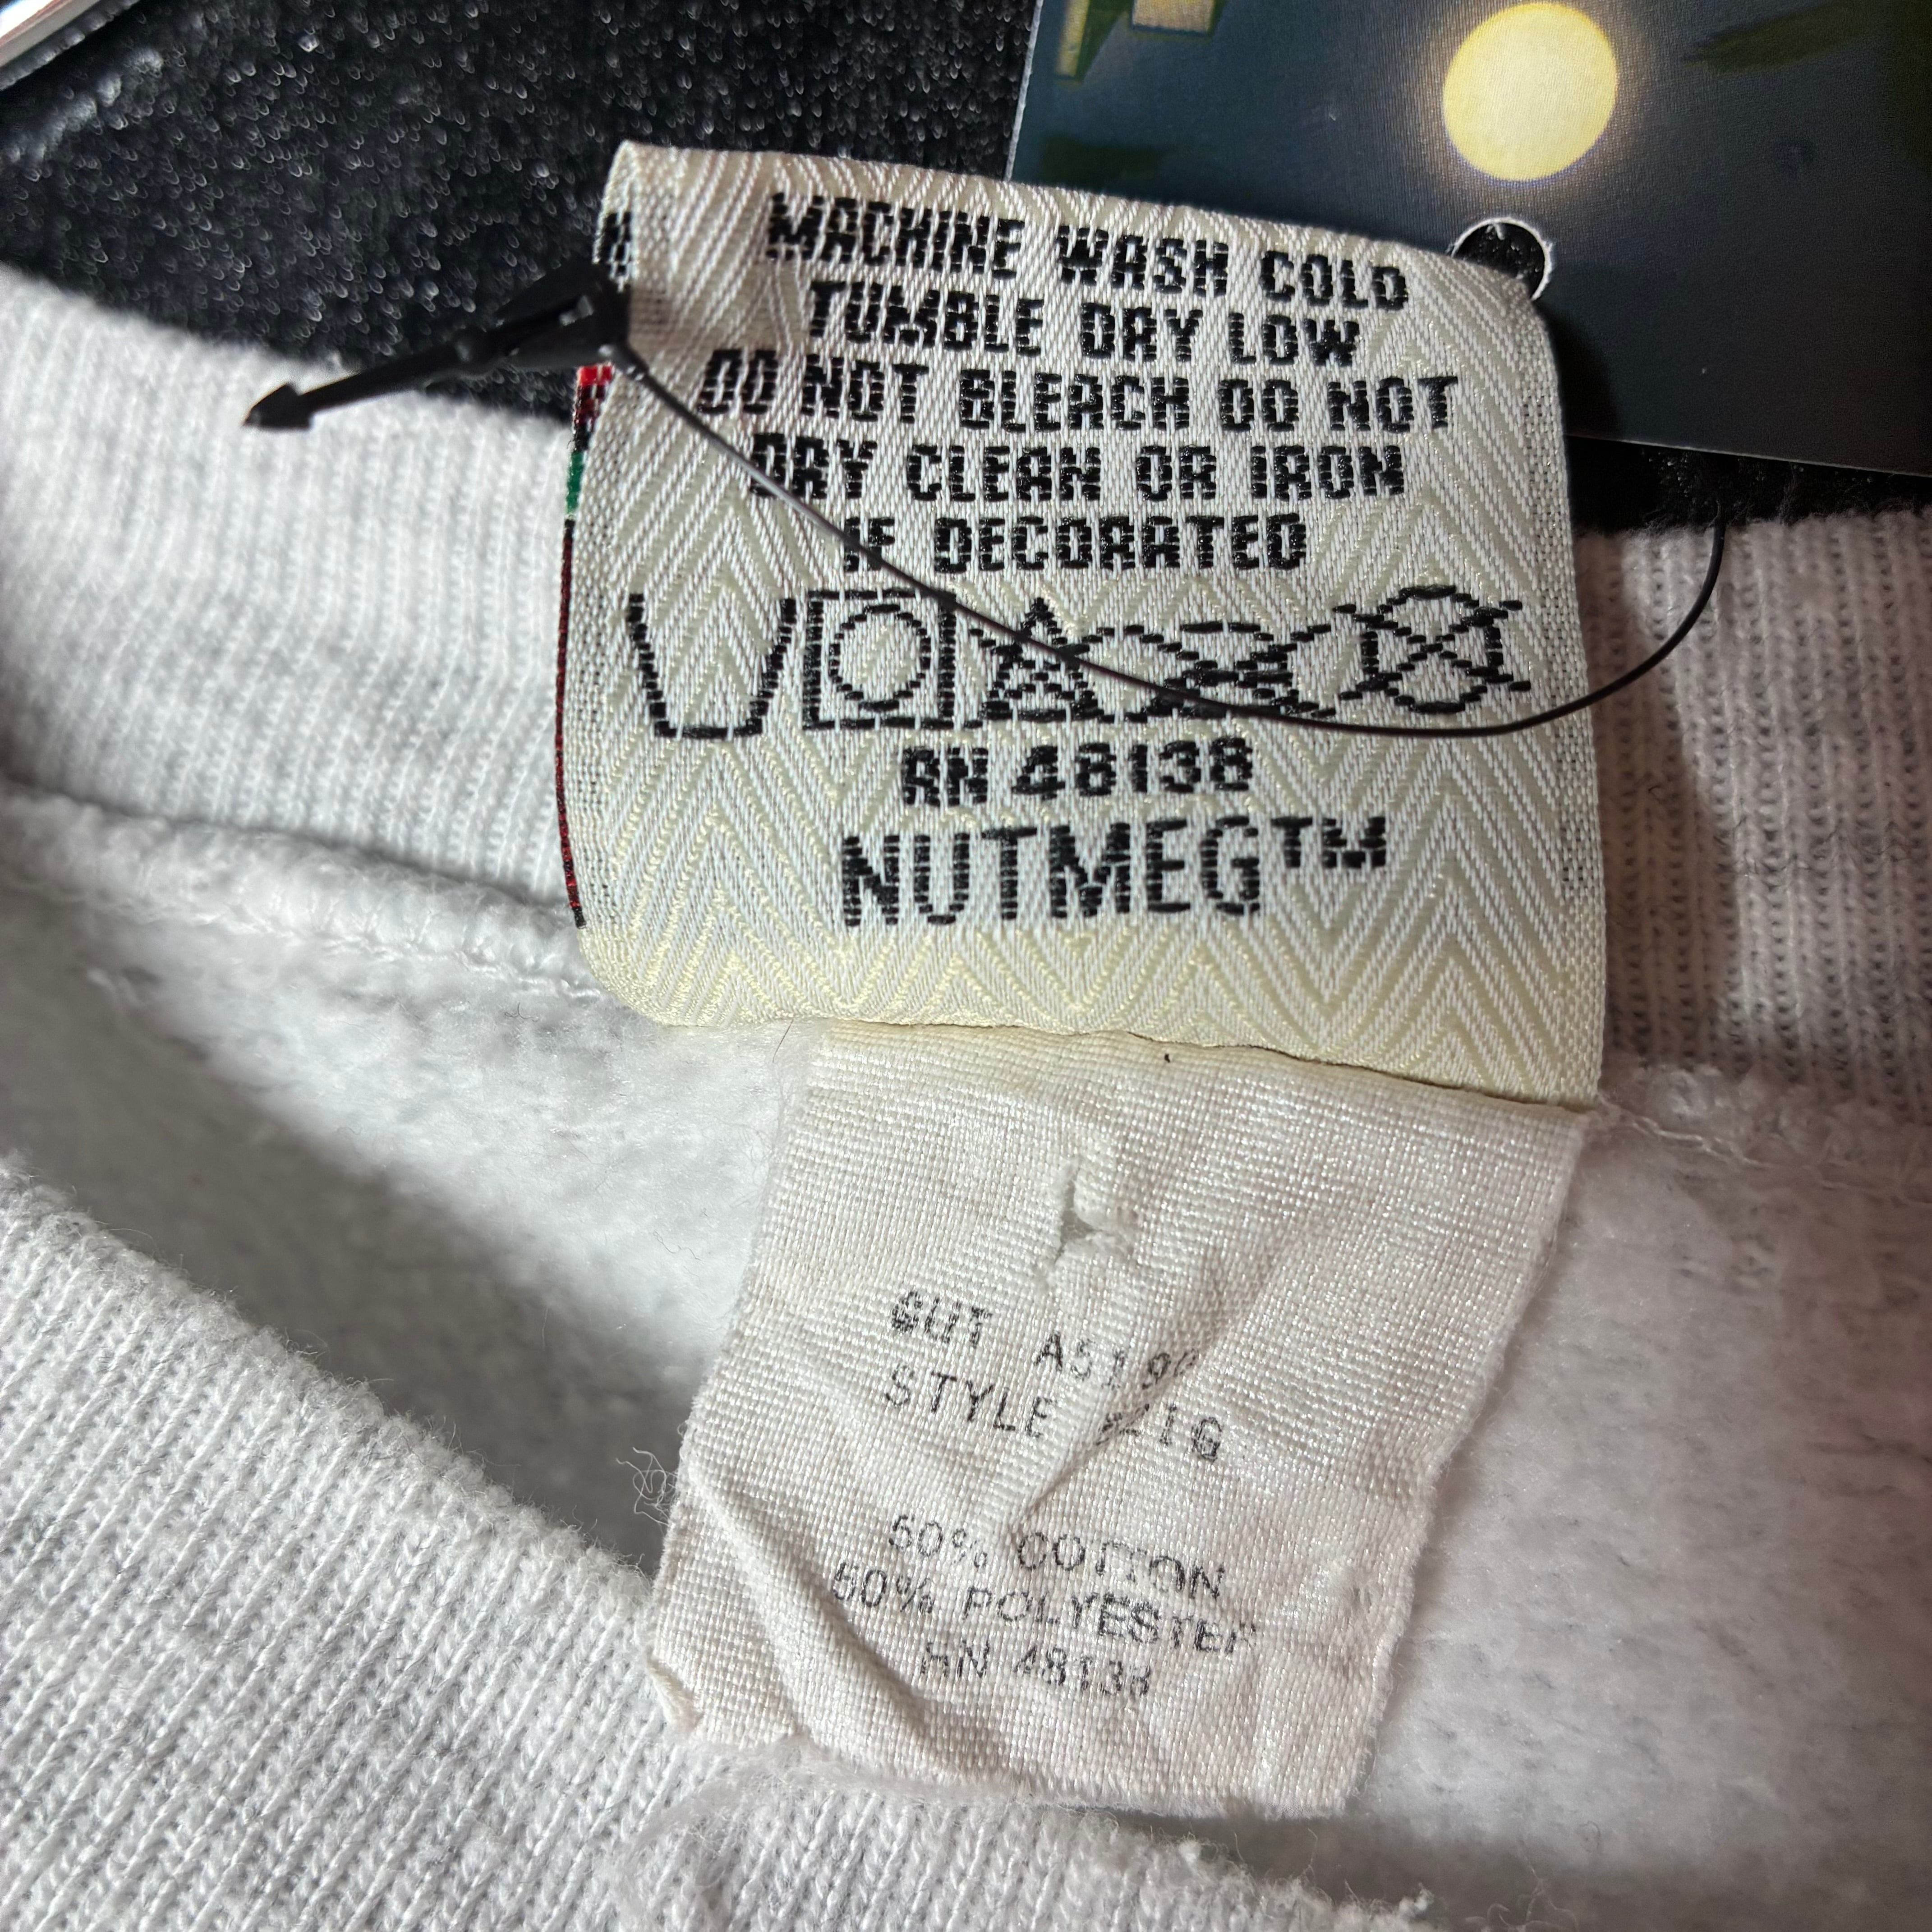 MACHINE WASH COLD
TUMBLE DRY LOW
DO NOT BLEACH DO NOT
DRY CLEAN OR IRON
IF DECORATED
RN 48138
NUTMEG™
CUT
STYLE
50% COTTON
50% POLYESTER
RN 48138